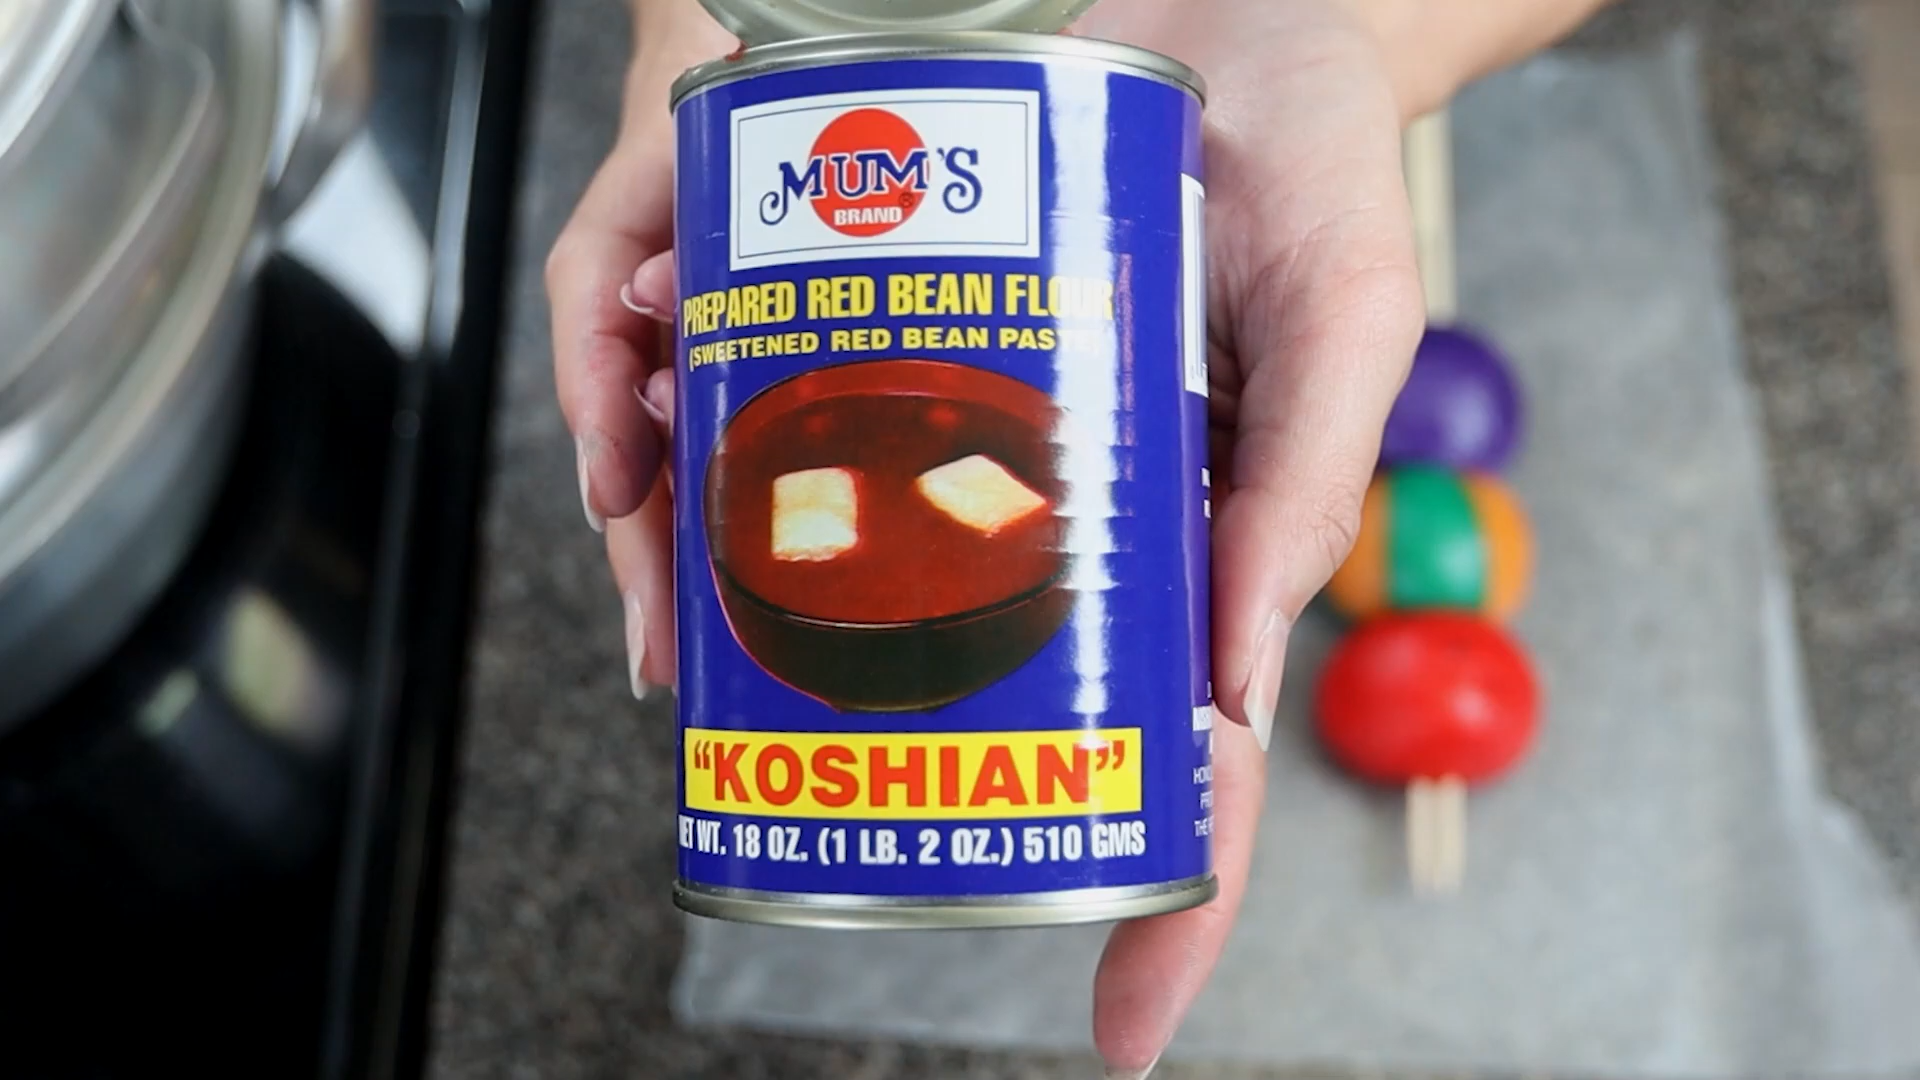 MUM'S
BRAND
PREPARED RED BEAN FLOUR
(SWEETENED RED BEAN PASTE)
"KOSHIAN"
NET WT. 18 OZ. (1 LB. 2 OZ.) 510 GMS